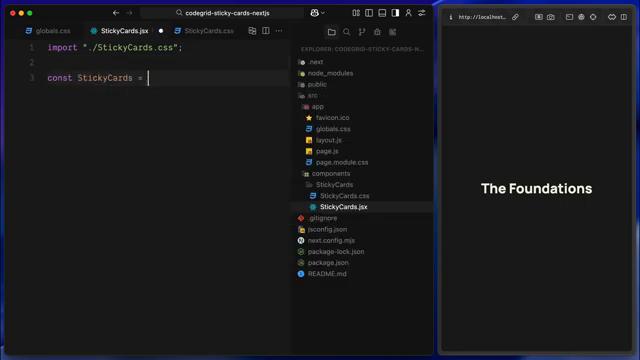 codegrid-sticky-cards-nextjs
globals.css
StickyCards.jsx
StickyCards.css
1 import "./StickyCards.css";
2
3 const StickyCards =
EXPLORER: CODEGRID-STICKY-CARDS-N...
.next
node_modules
public
src
app
favicon.ico
globals.css
layout.js
page.js
page.module.css
components
StickyCards
StickyCards.css
StickyCards.jsx
.gitignore
jsconfig.json
next.config.mjs
package-lock.json
package.json
README.md
http://localhost...
The Foundations